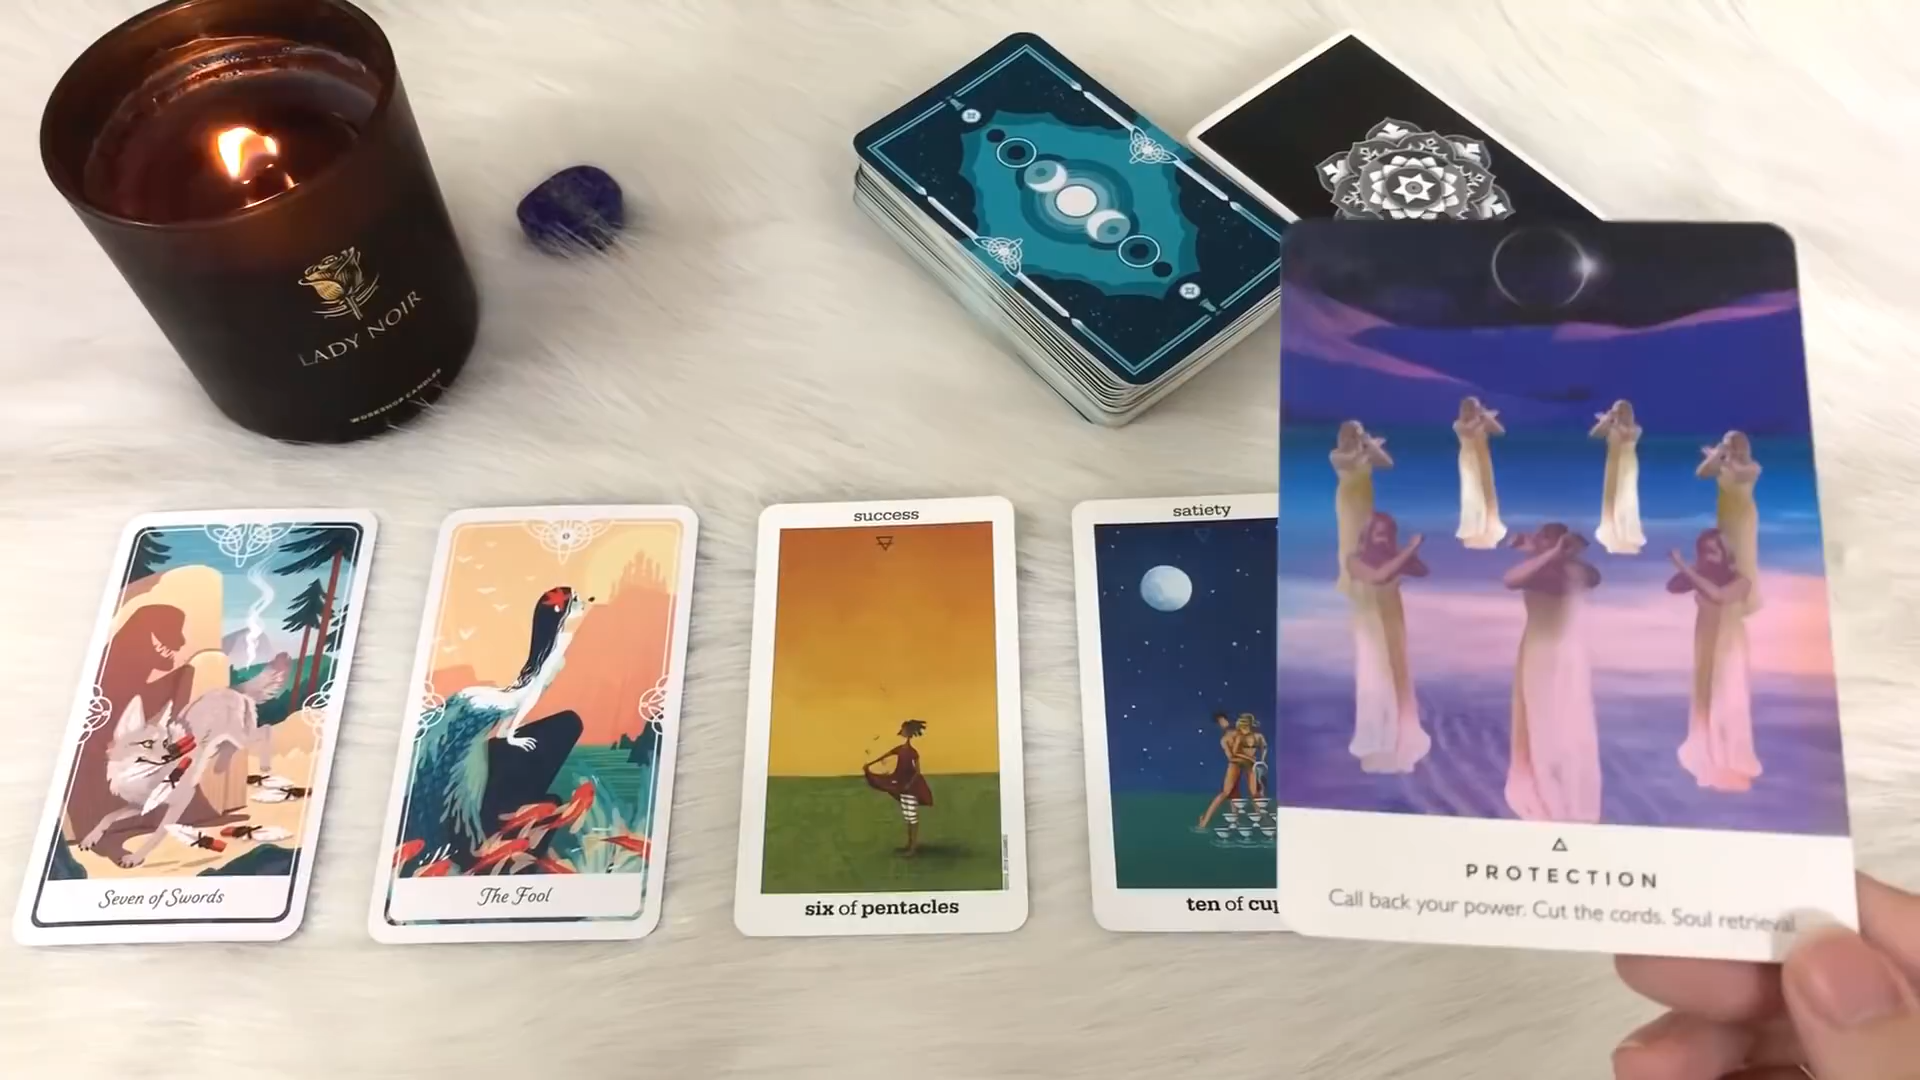 LADY NOIR
WORKSHOP CANDLES
Seven of Swords
0
The Fool
success
six of pentacles
satiety
ten of cup
PROTECTION
Call back your power. Cut the cords. Soul retrieval